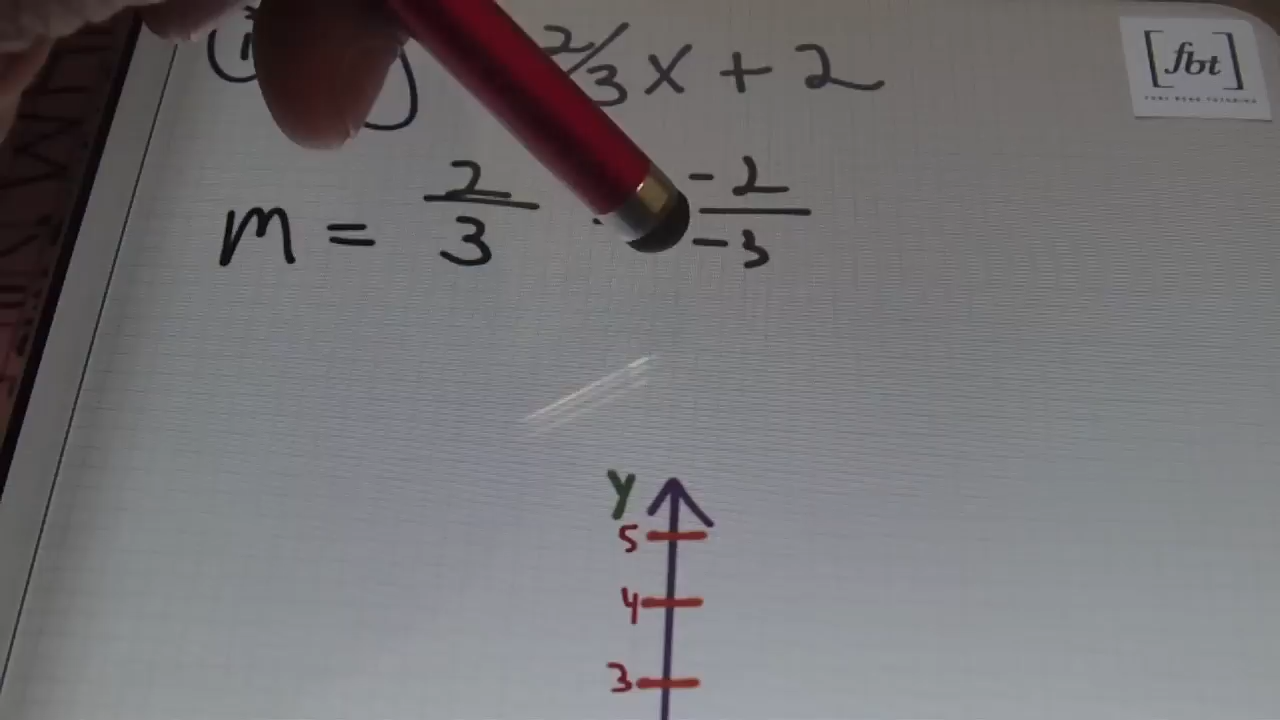 y 2/3 x + 2
[fbt]
m = 2/3 -2/-3
y
5
4
3